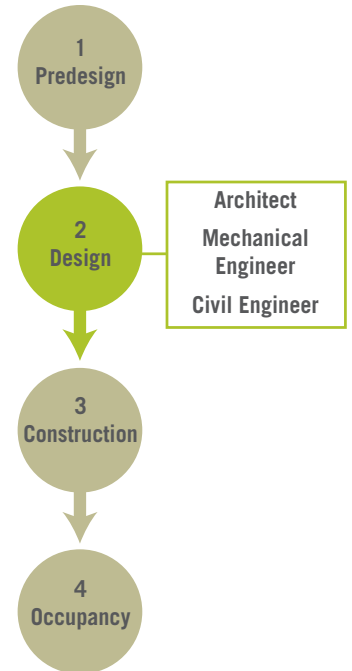 1
Predesign
2
Design
Architect
Mechanical
Engineer
Civil Engineer
3
Construction
4
Occupancy